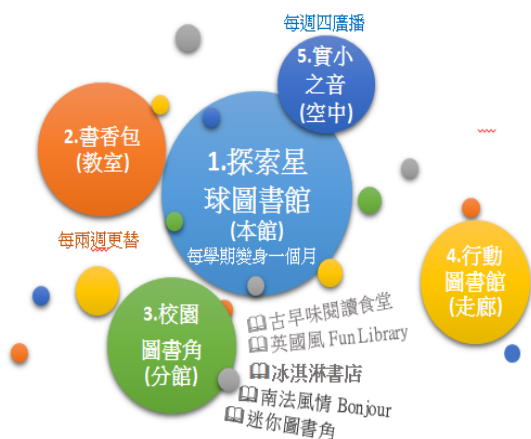 每週四廣播
5.實小
之音
(空中)
2.書香包
(教室)
每兩週更替
1.探索星
球圖書館
(本館)
每學期變身一個月
4.行動
圖書館
(走廊)
3.校園
圖書角
(分館)
古早味閱讀食堂
英國風 Fun Library
冰淇淋書店
南法風情 Bonjour
迷你圖書角